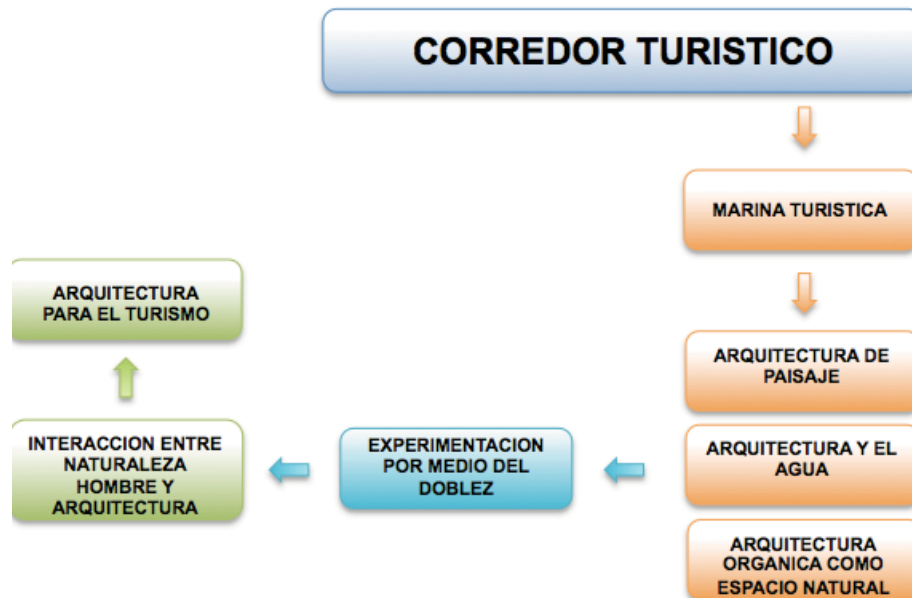 CORREDOR TURISTICO
MARINA TURISTICA
ARQUITECTURA
PARA EL TURISMO
ARQUITECTURA DE
PAISAJE
INTERACCION ENTRE
NATURALEZA
HOMBRE Y
ARQUITECTURA
EXPERIMENTACION
POR MEDIO DEL
DOBLEZ
ARQUITECTURA Y EL
AGUA
ARQUITECTURA
ORGANICA COMO
ESPACIO NATURAL